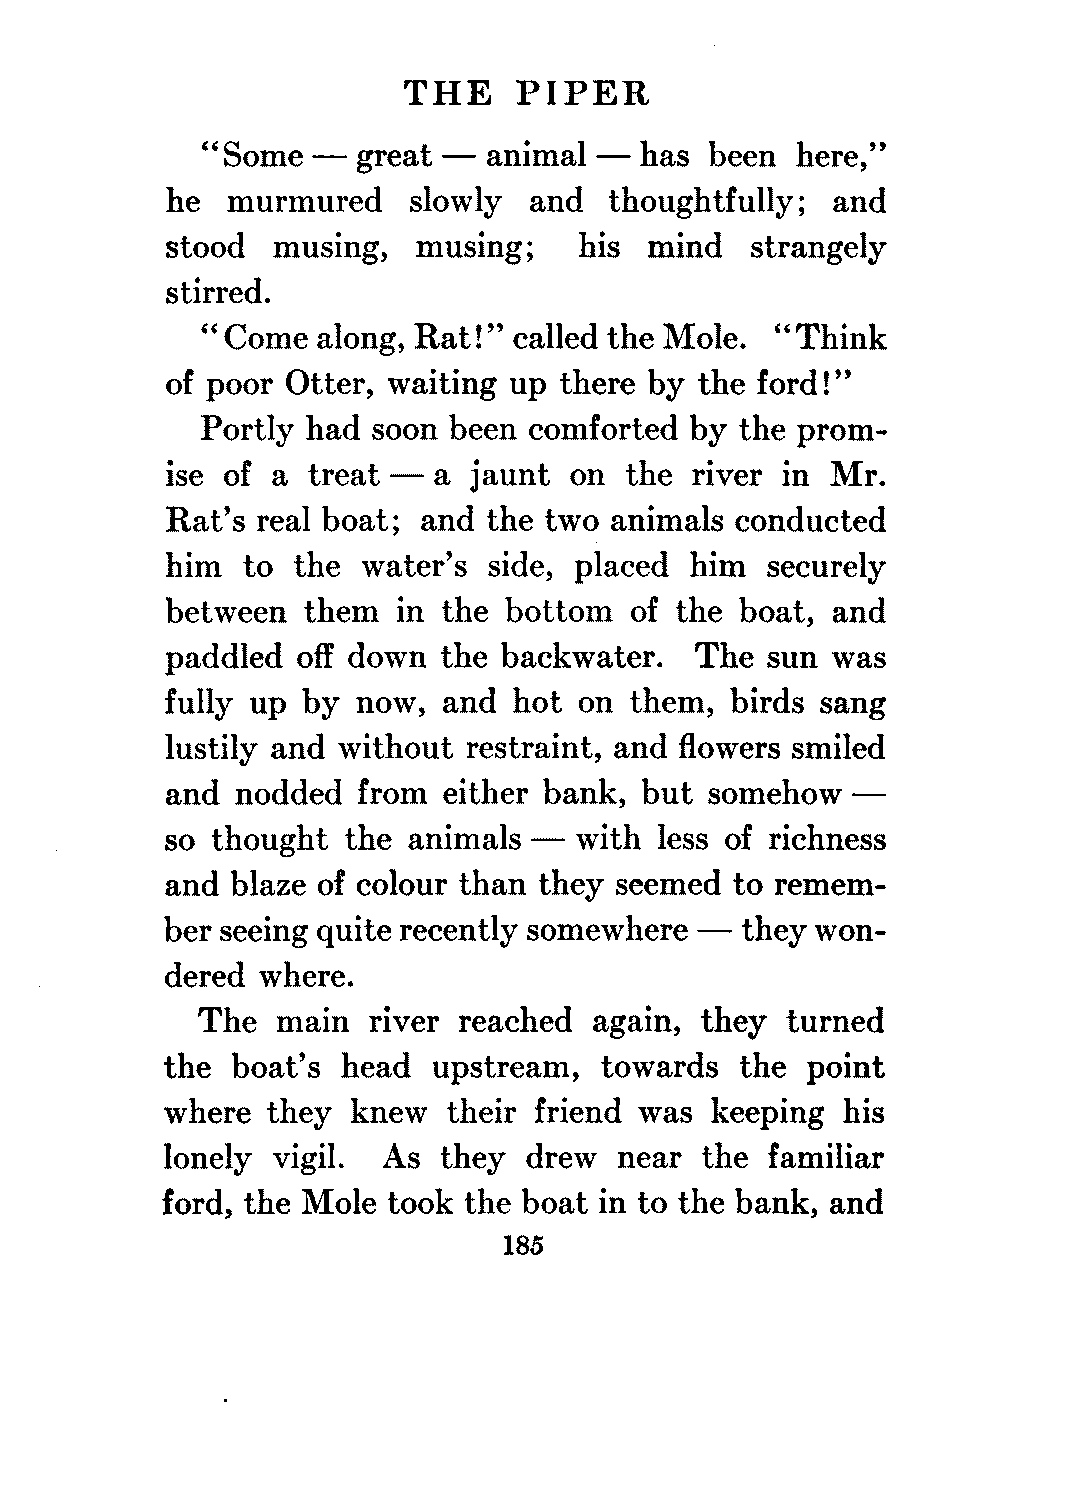 THE PIPER
“Some — great — animal — has been here,”
he murmured slowly and thoughtfully; and
stood musing, musing; his mind strangely
stirred.
“Come along, Rat!” called the Mole. “Think
of poor Otter, waiting up there by the ford!”
Portly had soon been comforted by the prom-
ise of a treat — a jaunt on the river in Mr.
Rat’s real boat; and the two animals conducted
him to the water’s side, placed him securely
between them in the bottom of the boat, and
paddled off down the backwater. The sun was
fully up by now, and hot on them, birds sang
lustily and without restraint, and flowers smiled
and nodded from either bank, but somehow —
so thought the animals — with less of richness
and blaze of colour than they seemed to remem-
ber seeing quite recently somewhere — they won-
dered where.
The main river reached again, they turned
the boat’s head upstream, towards the point
where they knew their friend was keeping his
lonely vigil. As they drew near the familiar
ford, the Mole took the boat in to the bank, and
185